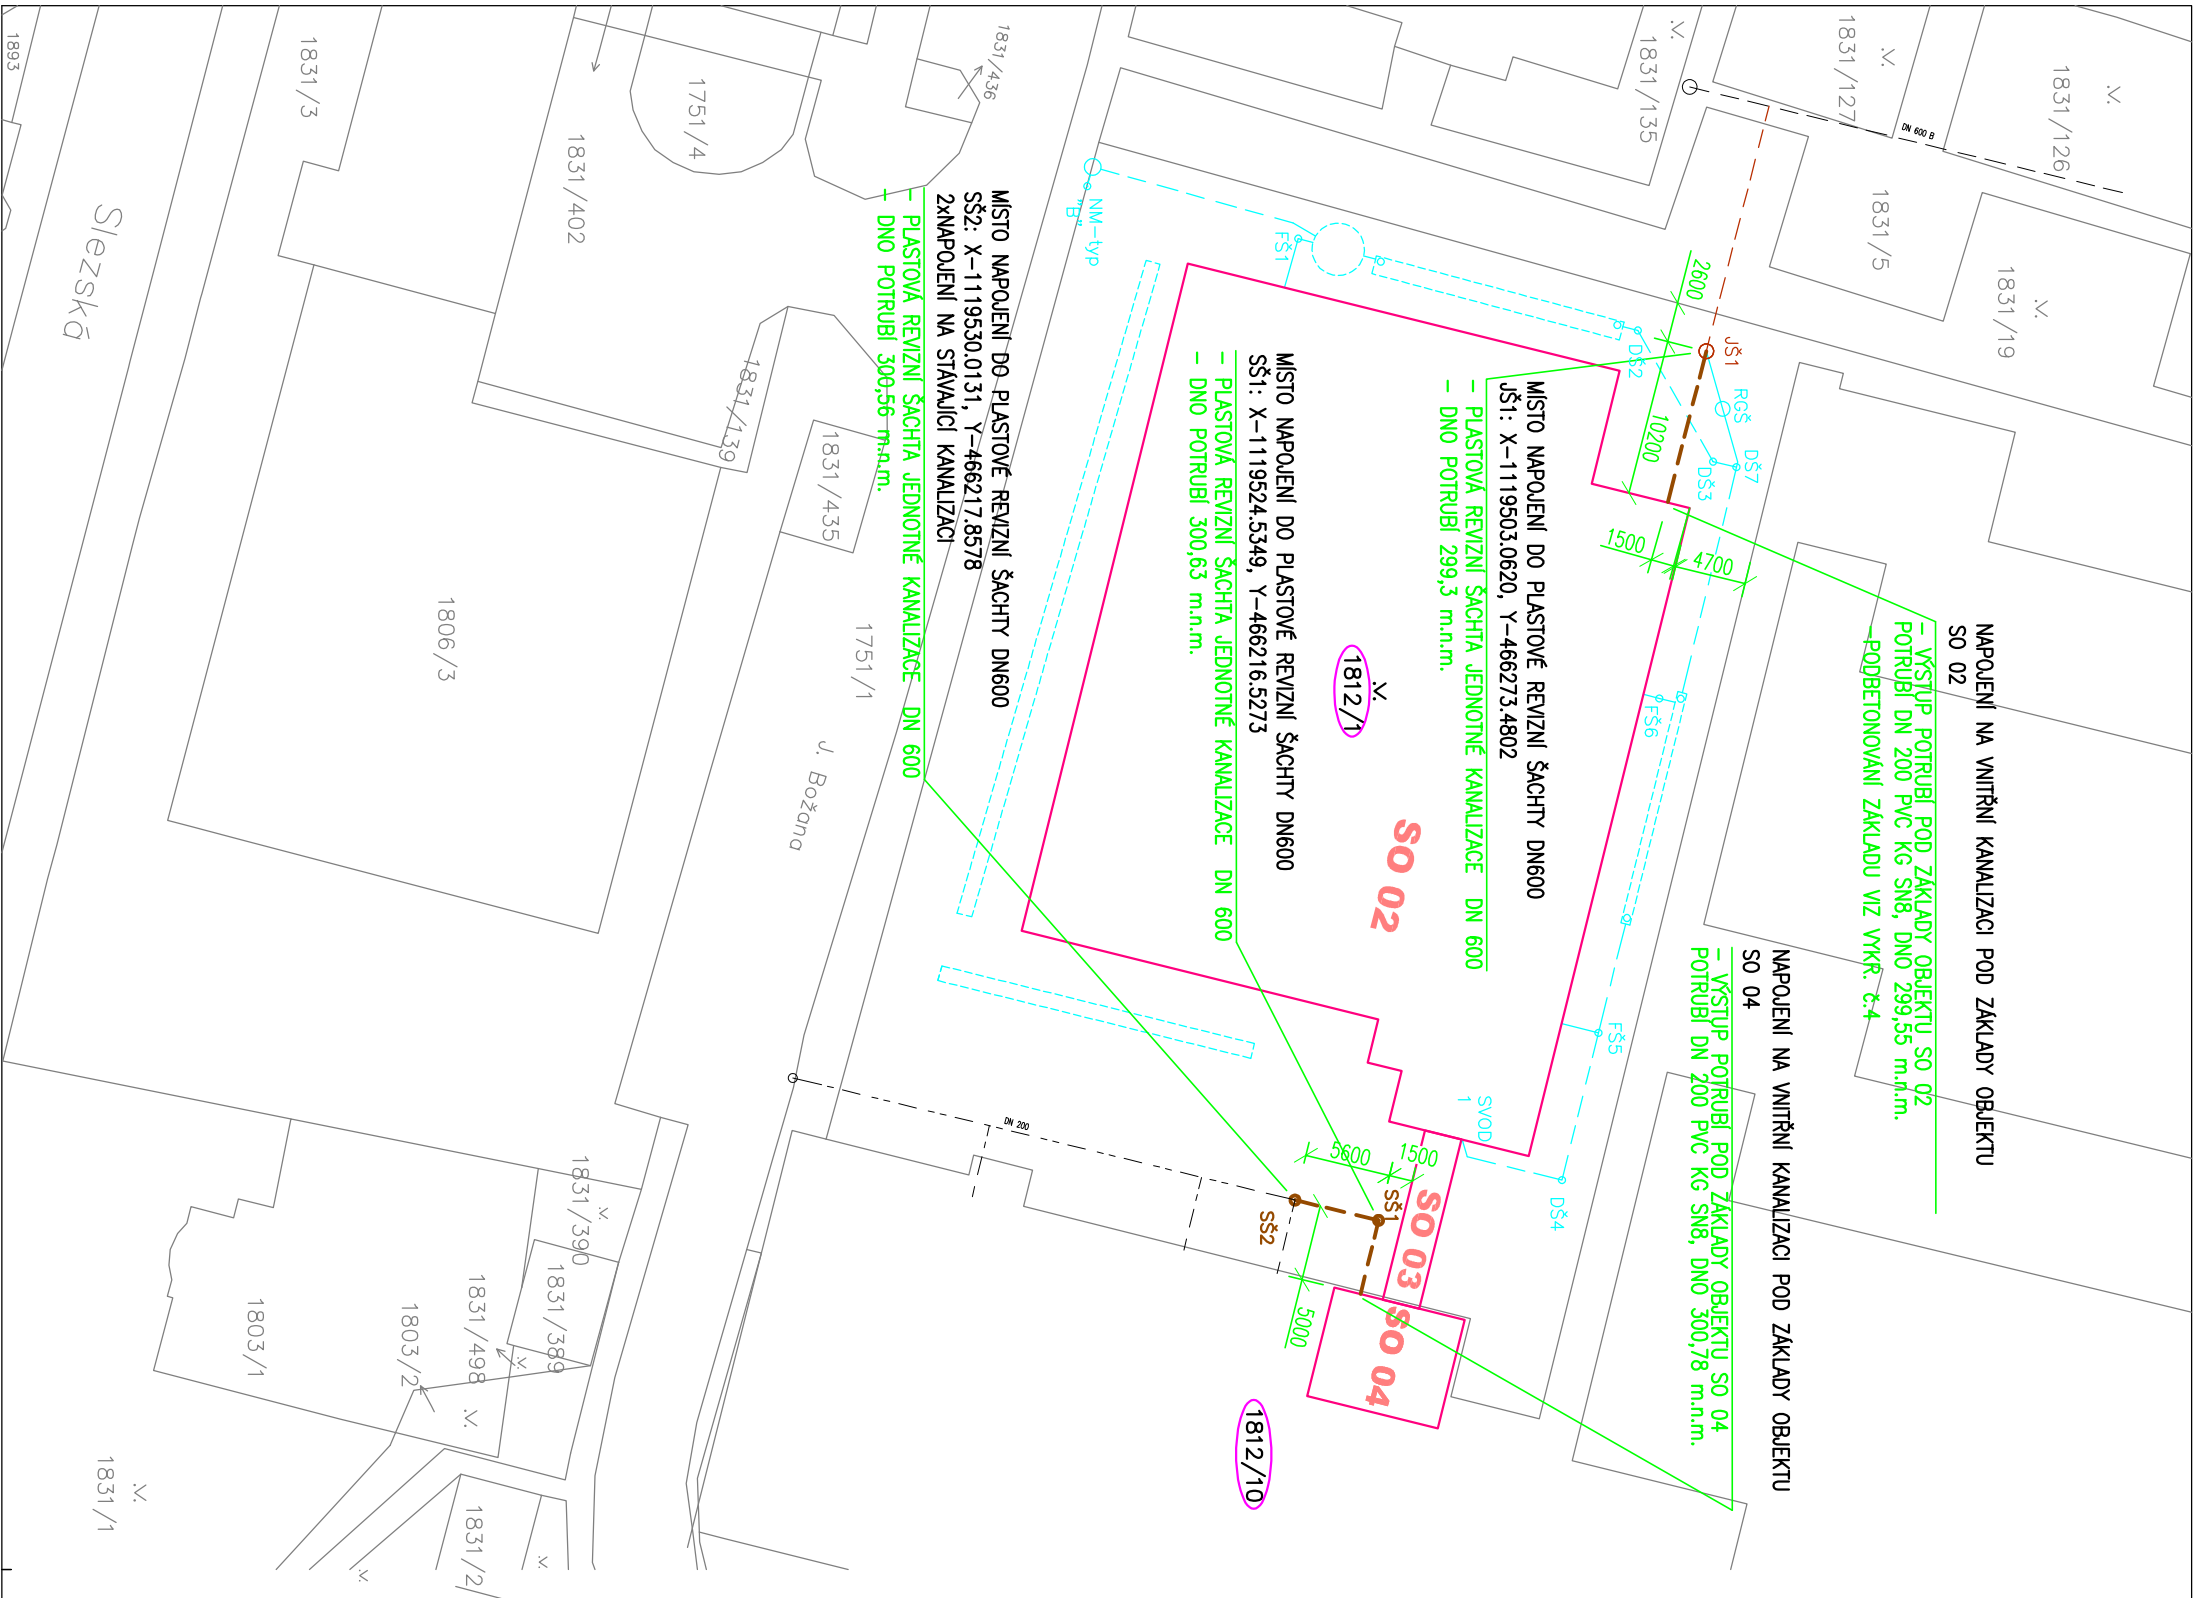 NAPOJENÍ NA VNITŘNÍ KANALIZACI POD ZÁKLADY OBJEKTU
SO 02
- VÝSTUP POTRUBÍ POD ZÁKLADY OBJEKTU SO 02
POTRUBÍ DN 200 PVC KG SN8, DNO 299,55 m.n.m.
-PODBETONOVÁNÍ ZÁKLADU VIZ VYKR. č.4
NAPOJENÍ NA VNITŘNÍ KANALIZACI POD ZÁKLADY OBJEKTU
SO 04
- VÝSTUP POTRUBÍ POD ZÁKLADY OBJEKTU SO 04
POTRUBÍ DN 200 PVC KG SN8, DNO 300,78 m.n.m.
MÍSTO NAPOJENÍ DO PLASTOVÉ REVIZNÍ ŠACHTY DN600
JŠ1: X-1119503.0620, Y-466273.4802
- PLASTOVÁ REVIZNÍ ŠACHTA JEDNOTNÉ KANALIZACE DN 600
- DNO POTRUBÍ 299,3 m.n.m.
MÍSTO NAPOJENÍ DO PLASTOVÉ REVIZNÍ ŠACHTY DN600
SŠ1: X-1119524.5349, Y-466216.5273
- PLASTOVÁ REVIZNÍ ŠACHTA JEDNOTNÉ KANALIZACE DN 600
- DNO POTRUBÍ 300,63 m.n.m.
MÍSTO NAPOJENÍ DO PLASTOVÉ REVIZNÍ ŠACHTY DN600
SŠ2: X-1119530.0131, Y-466217.8578
2xNAPOJENÍ NA STÁVAJÍCÍ KANALIZACI
- PLASTOVÁ REVIZNÍ ŠACHTA JEDNOTNÉ KANALIZACE DN 600
- DNO POTRUBÍ 300,56 m.n.m.
1831/126
1831/127
1831/135
DN 600 B
1831/5
1831/19
2600
JŠ1
RGŠ
DŠ7
DŠ3
DŠ2
10200
1500
4700
FŠ1
NM-typ
"B"
FŠ6
FŠ5
DŠ4
SVOD
1
1812/1
SO 02
SO 03
SO 04
5600
1500
5000
SŠ1
SŠ2
DN 200
1812/10
1831/436
1751/4
1831/402
1831/3
1893
Slezská
1831/139
1831/435
1751/1
1806/3
J. Božana
1831/390
1831/389
1831/498
1803/2
1803/1
1831/2
1831/1